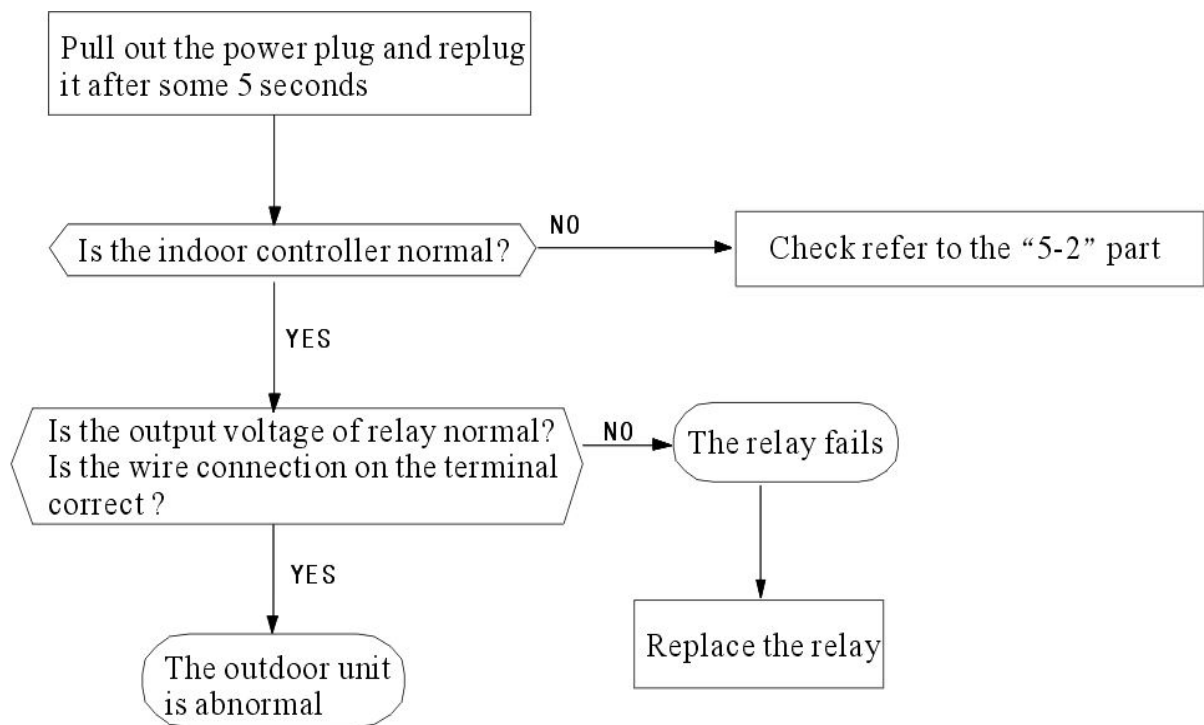 Pull out the power plug and replug
it after some 5 seconds
Is the indoor controller normal?
NO
Check refer to the “5-2” part
YES
Is the output voltage of relay normal?
Is the wire connection on the terminal
correct ?
NO
The relay fails
YES
Replace the relay
The outdoor unit
is abnormal